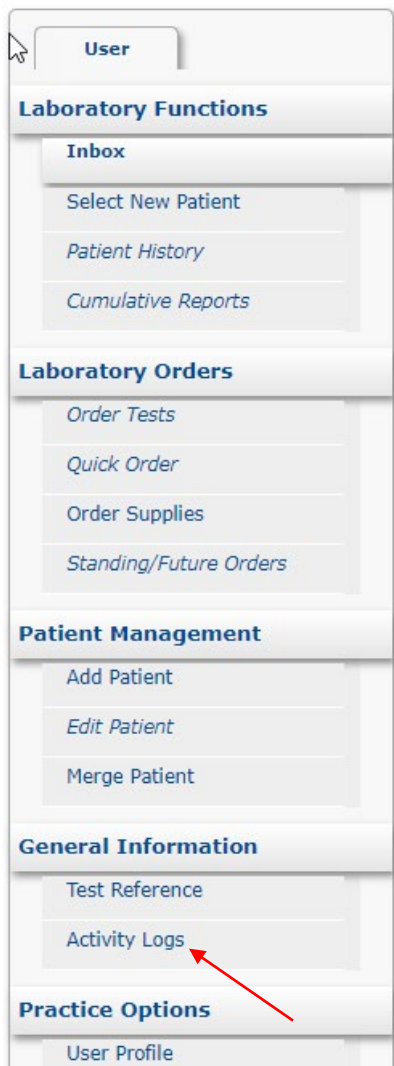 User
Laboratory Functions
Inbox
Select New Patient
Patient History
Cumulative Reports
Laboratory Orders
Order Tests
Quick Order
Order Supplies
Standing/Future Orders
Patient Management
Add Patient
Edit Patient
Merge Patient
General Information
Test Reference
Activity Logs
Practice Options
User Profile